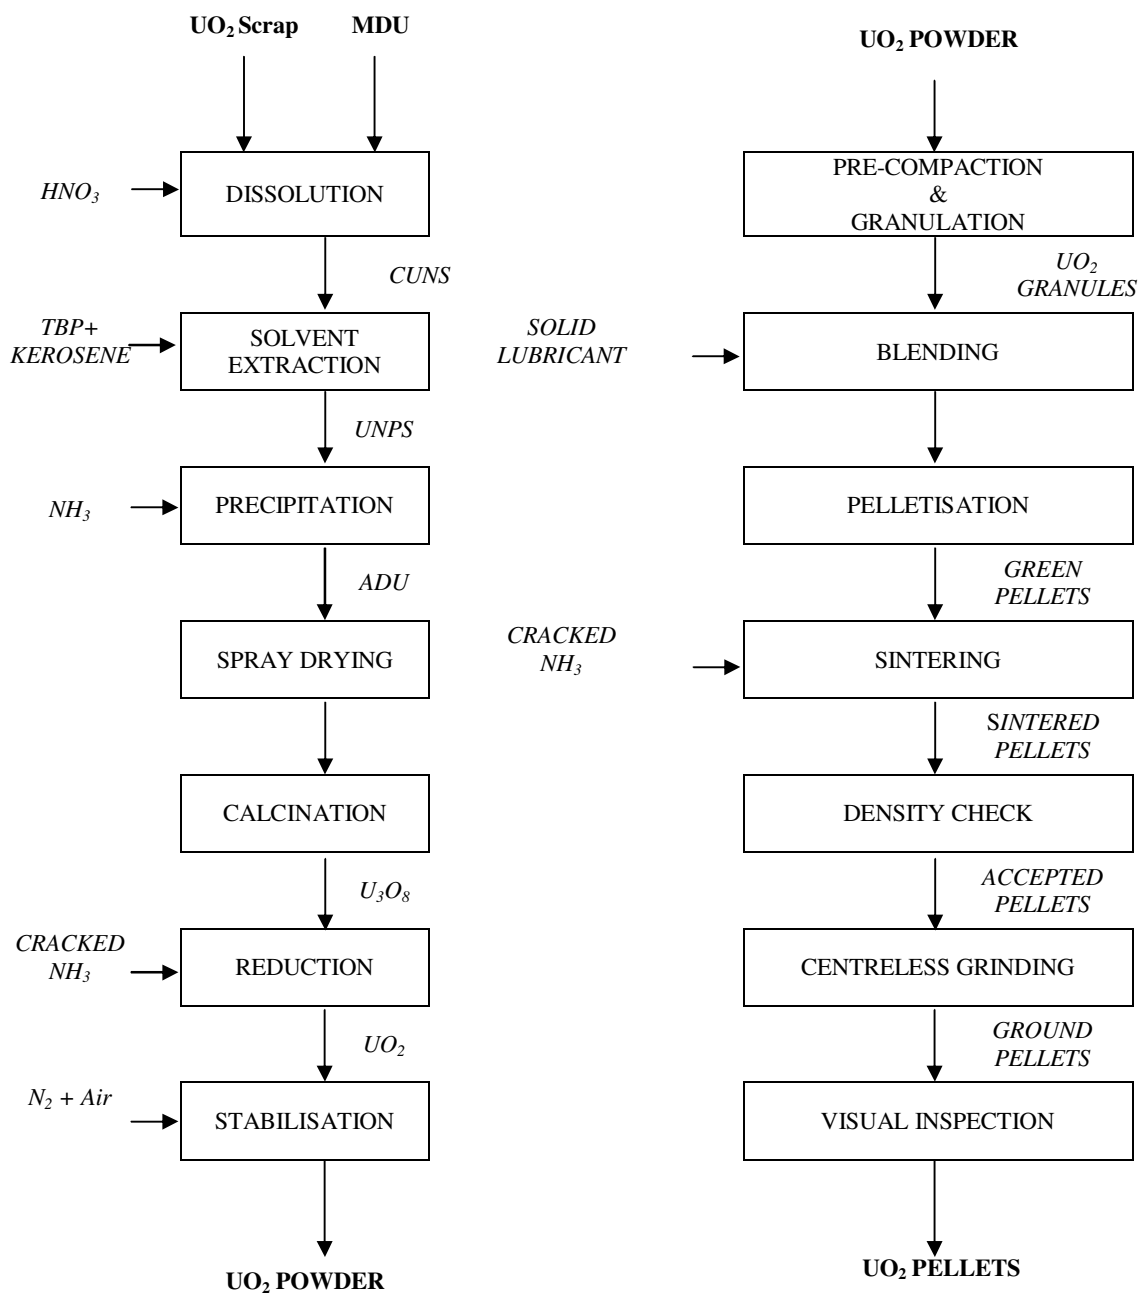 UO₂ Scrap MDU
HNO₃
DISSOLUTION
CUNS
TBP+
KEROSENE
SOLVENT
EXTRACTION
UNPS
NH₃
PRECIPITATION
ADU
SPRAY DRYING
CALCINATION
U₃O₈
CRACKED
NH₃
REDUCTION
UO₂
N₂ + Air
STABILISATION
UO₂ POWDER
UO₂ POWDER
PRE-COMPACTION
&
GRANULATION
UO₂
GRANULES
SOLID
LUBRICANT
BLENDING
PELLETISATION
GREEN
PELLETS
CRACKED
NH₃
SINTERING
SINTERED
PELLETS
DENSITY CHECK
ACCEPTED
PELLETS
CENTRELESS GRINDING
GROUND
PELLETS
VISUAL INSPECTION
UO₂ PELLETS